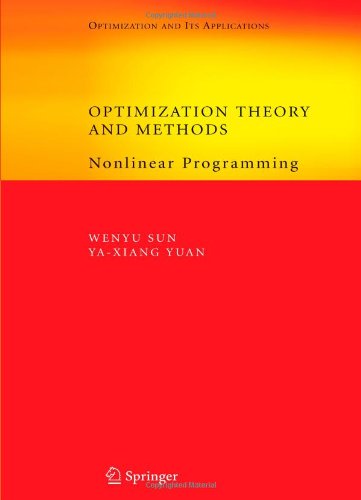 OPTIMIZATION AND ITS APPLICATIONS
OPTIMIZATION THEORY
AND METHODS
Nonlinear Programming
WENYU SUN
YA-XIANG YUAN
Springer